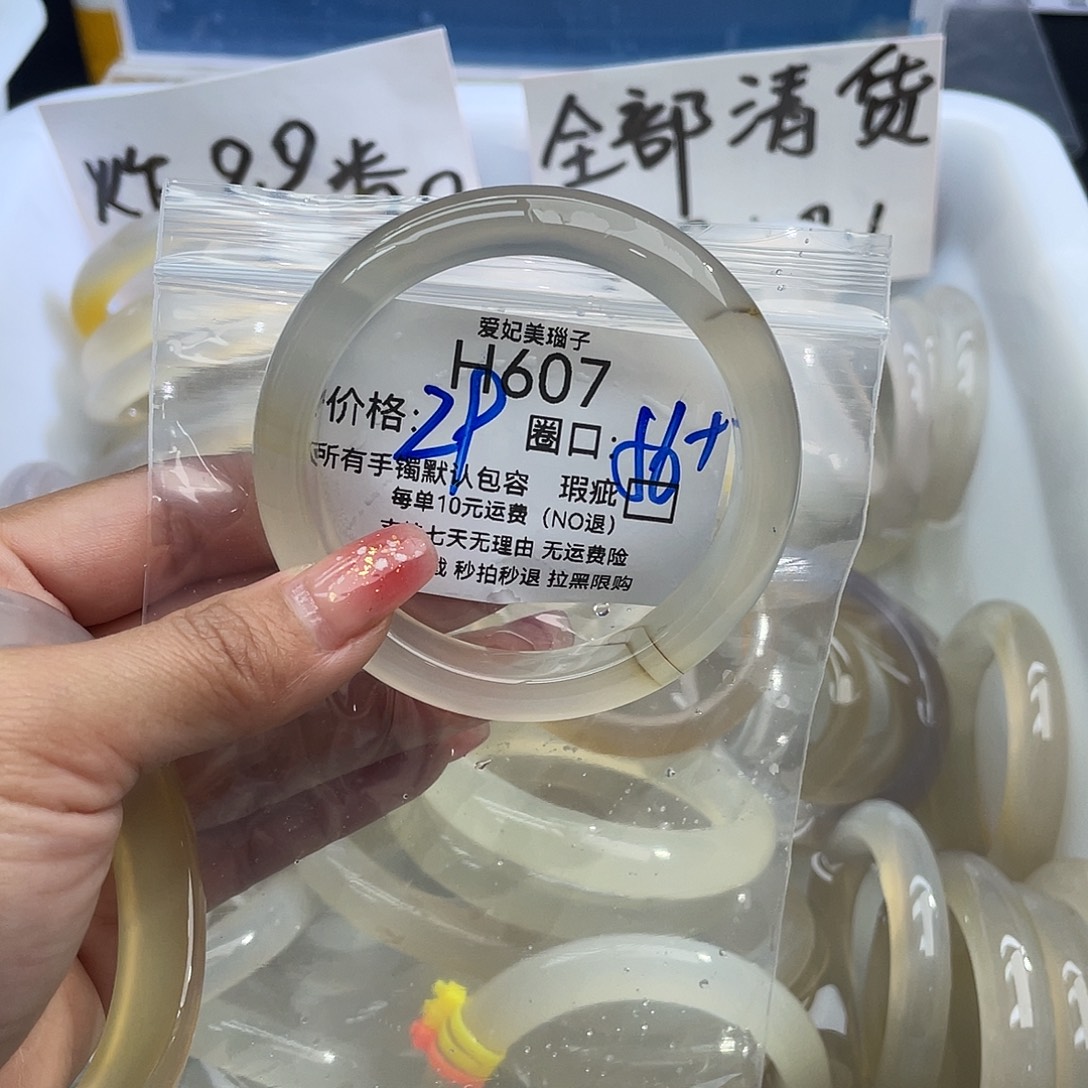 炸 99
全部清货
爱妃美瑙子
H607
价格: 圈口: 56+
所有手镯默认包容 瑕疵
每单10元运费（NO退）
七天无理由 无运费险
秒拍秒退 拉黑限购